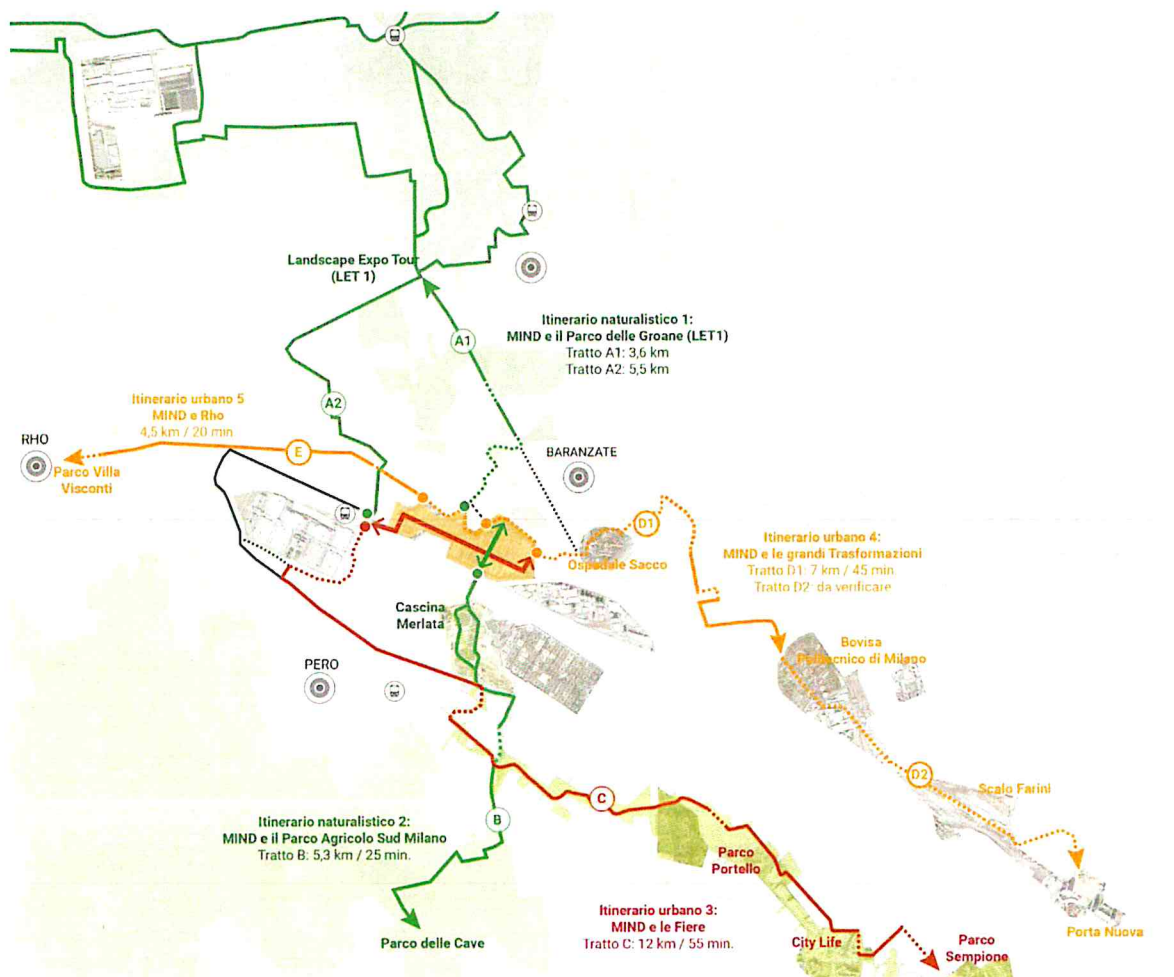 Landscape Expo Tour
(LET 1)
Itinerario naturalistico 1:
MIND e il Parco delle Groane (LET1)
Tratto A1: 3,6 km
Tratto A2: 5,5 km
A1
A2
Itinerario urbano 5
MIND e Rho
4,5 km / 20 min
RHO
E
Parco Villa
Visconti
BARANZATE
D1
Itinerario urbano 4:
MIND e le grandi Trasformazioni
Tratto D1: 7 km / 45 min
Tratto D2: da verificare
Ospedale Sacco
Cascina
Merlata
Bovisa
Politecnico di Milano
PERO
D2
Scalo Farini
C
B
Itinerario naturalistico 2:
MIND e il Parco Agricolo Sud Milano
Tratto B: 5,3 km / 25 min.
Parco
Portello
Itinerario urbano 3:
MIND e le Fiere
Tratto C: 12 km / 55 min.
Parco delle Cave
City Life
Parco
Sempione
Porta Nuova